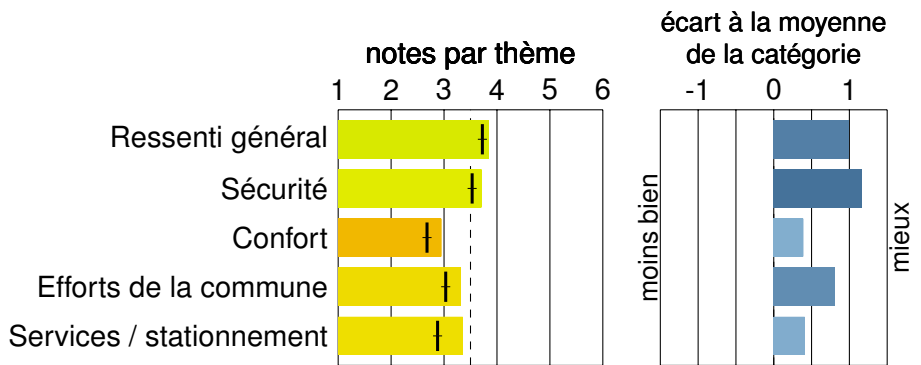 notes par thème
1 2 3 4 5 6
Ressenti général
Sécurité
Confort
Efforts de la commune
Services / stationnement
écart à la moyenne
de la catégorie
-1 0 1
moins bien
mieux